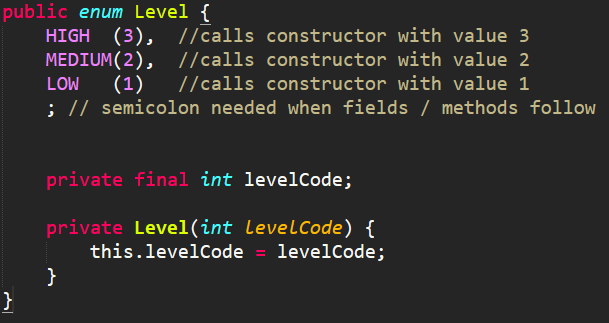 public enum Level {
    HIGH  (3),  //calls constructor with value 3
    MEDIUM(2),  //calls constructor with value 2
    LOW   (1)   //calls constructor with value 1
    ; // semicolon needed when fields / methods follow
    private final int levelCode;
    private Level(int levelCode) {
        this.levelCode = levelCode;
    }
}